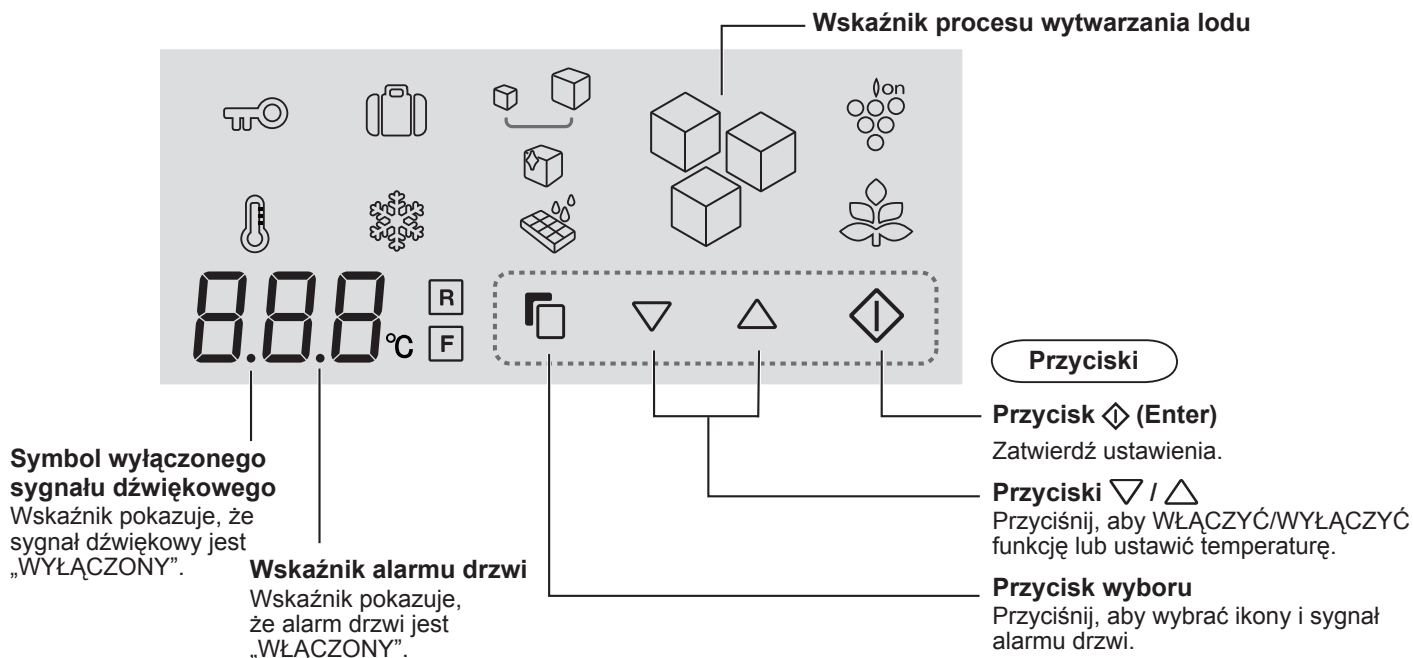 Wskaźnik procesu wytwarzania lodu
on
888 °C
R
F
Przyciski
Przycisk (Enter)
Zatwierdź ustawienia.
Przyciski ▽ / △
Przyciśnij, aby WŁĄCZYĆ/WYŁĄCZYĆ
funkcję lub ustawić temperaturę.
Przycisk wyboru
Przyciśnij, aby wybrać ikony i sygnał
alarmu drzwi.
Symbol wyłączonego
sygnału dźwiękowego
Wskaźnik pokazuje, że
sygnał dźwiękowy jest
„WYŁĄCZONY”.
Wskaźnik alarmu drzwi
Wskaźnik pokazuje,
że alarm drzwi jest
„WŁĄCZONY”.